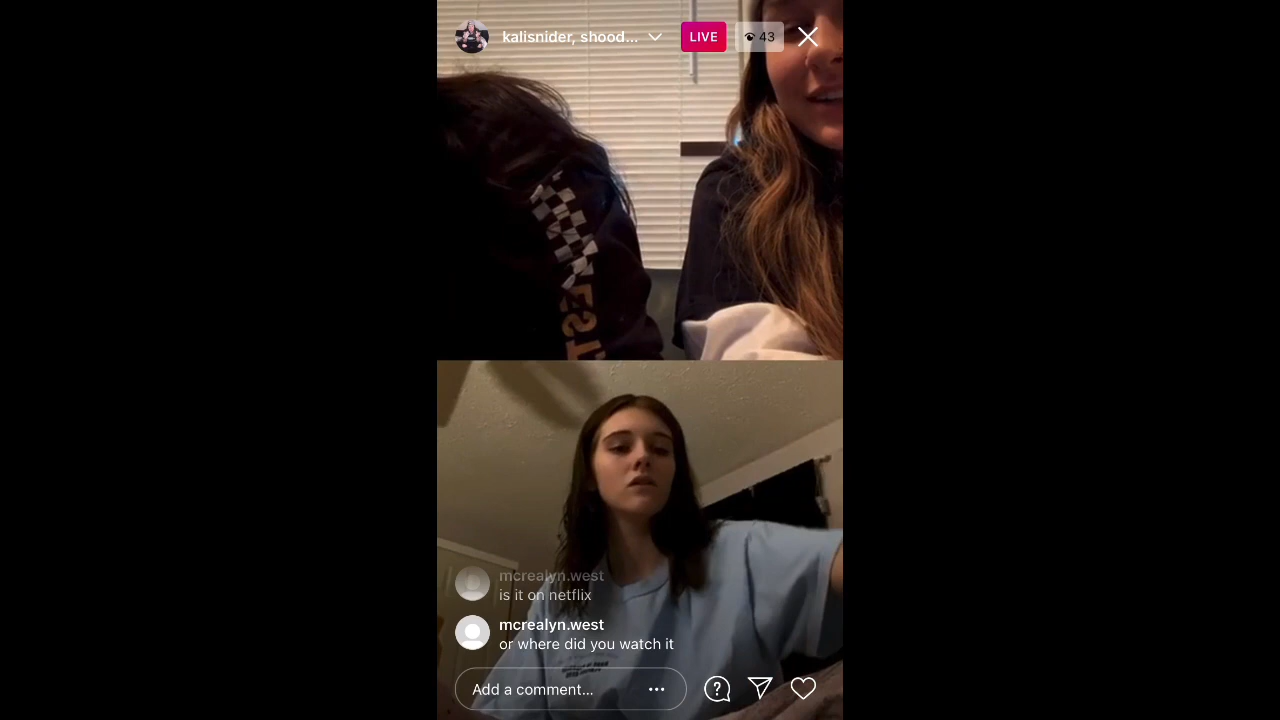 kalisnider, shood...
LIVE
43
mcrealyn.west
is it on netflix
mcrealyn.west
or where did you watch it
Add a comment...